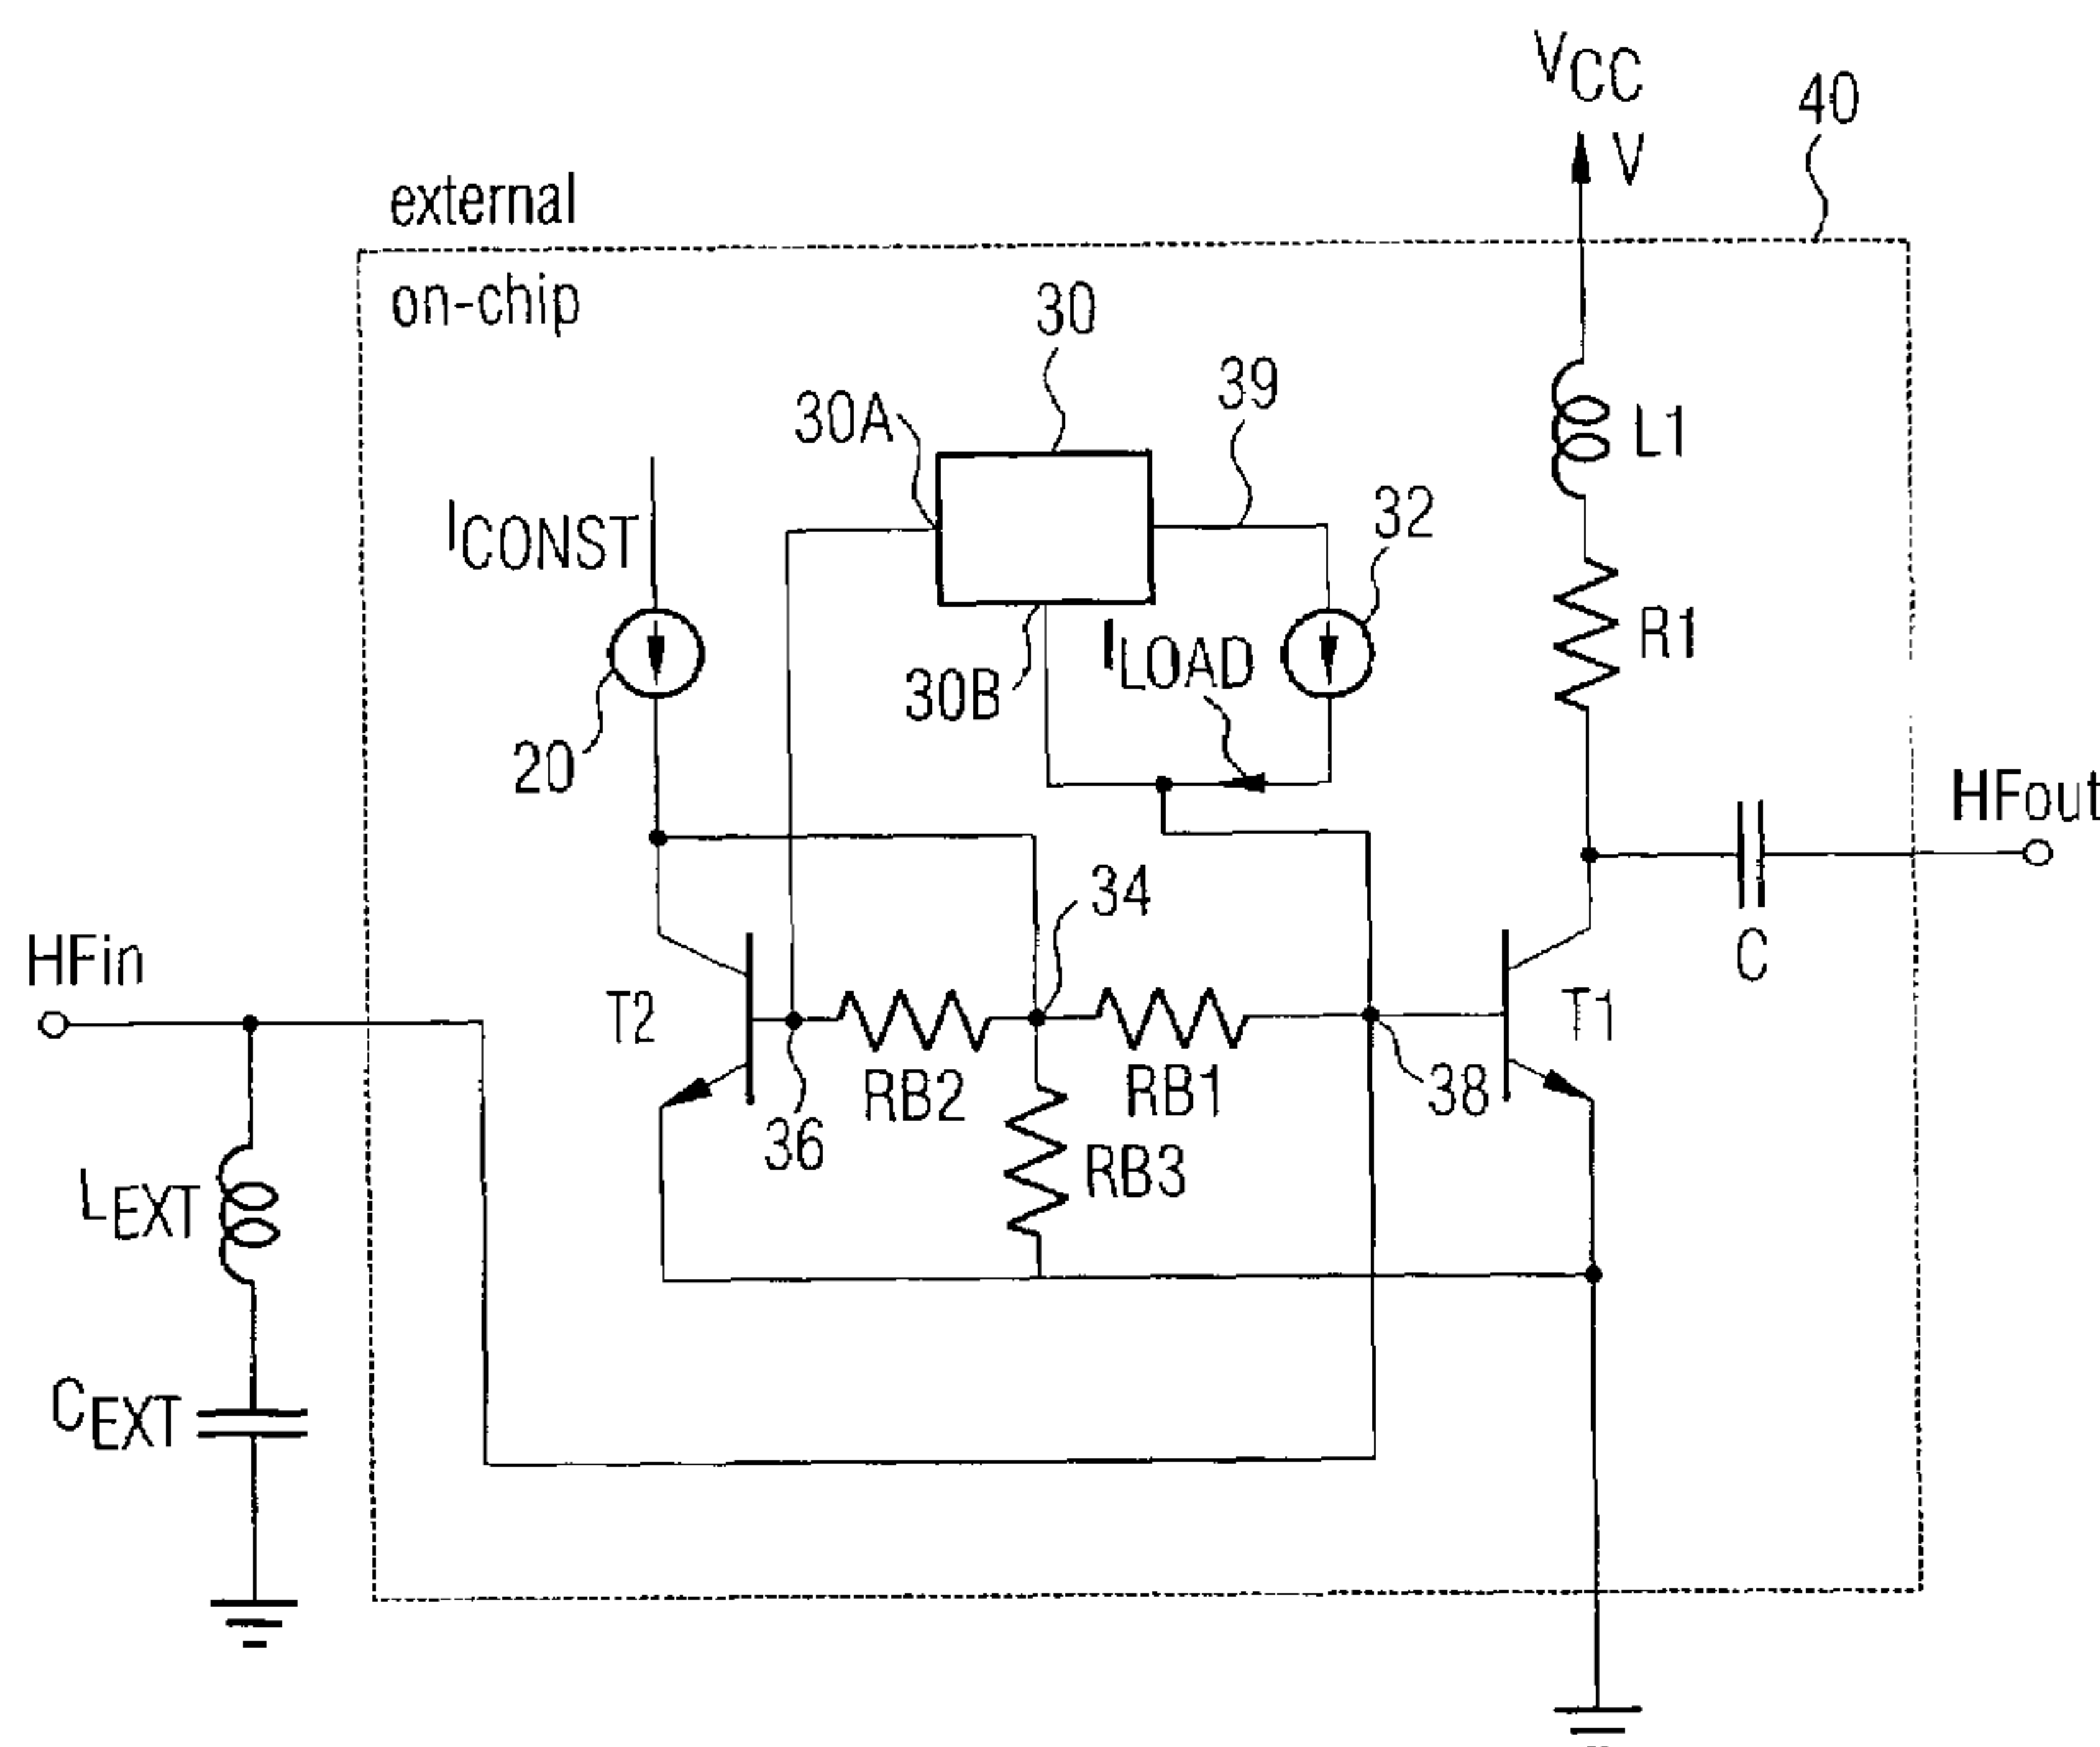 VCC
V
40
external
on-chip
30
30A
39
ICONST
32
ILOAD
30B
20
L1
R1
HFout
34
C
HFin
T2
T1
RB2
RB1
38
36
RB3
LEXT
CEXT